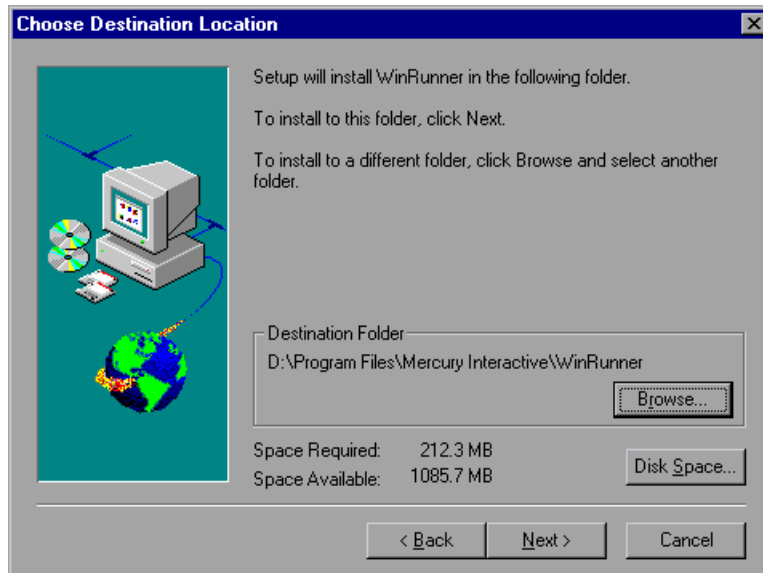 Choose Destination Location
Setup will install WinRunner in the following folder.
To install to this folder, click Next.
To install to a different folder, click Browse and select another
folder.
Destination Folder
D:\Program Files\Mercury Interactive\WinRunner
Browse...
Space Required: 212.3 MB
Space Available: 1085.7 MB
Disk Space...
< Back
Next >
Cancel